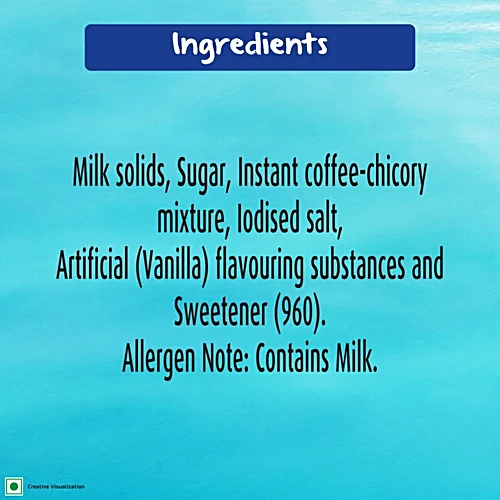 Ingredients
Milk solids, Sugar, Instant coffee-chicory
mixture, Iodised salt,
Artificial (Vanilla) flavouring substances and
Sweetener (960).
Allergen Note: Contains Milk.
Creative Visualization